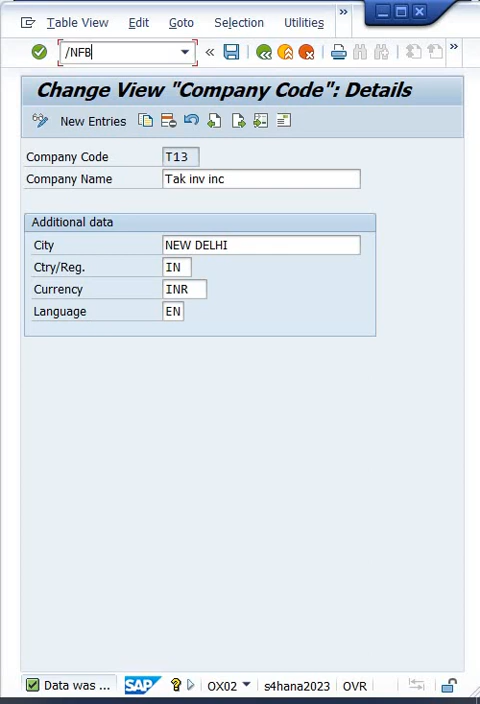 Table View Edit Goto Selection Utilities »
/NFB « »
Change View "Company Code": Details
New Entries
Company Code T13
Company Name Tak inv inc
Additional data
City NEW DELHI
Ctry/Reg. IN
Currency INR
Language EN
Data was ... SAP ? OX02 s4hana2023 OVR